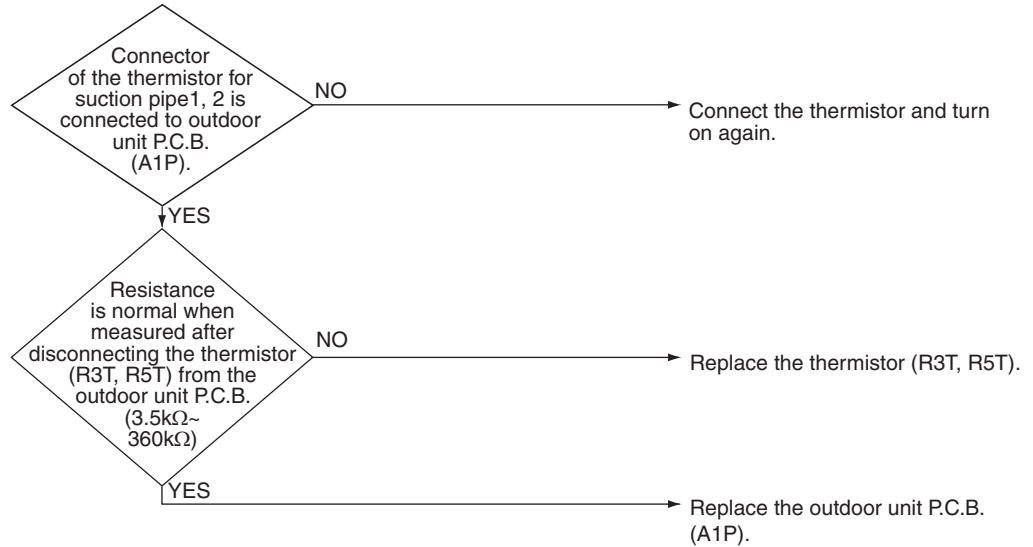 Connector
of the thermistor for
suction pipe1, 2 is
connected to outdoor
unit P.C.B.
(A1P).
NO
Connect the thermistor and turn
on again.
YES
Resistance
is normal when
measured after
disconnecting the thermistor
(R3T, R5T) from the
outdoor unit P.C.B.
(3.5kΩ~
360kΩ)
NO
Replace the thermistor (R3T, R5T).
YES
Replace the outdoor unit P.C.B.
(A1P).